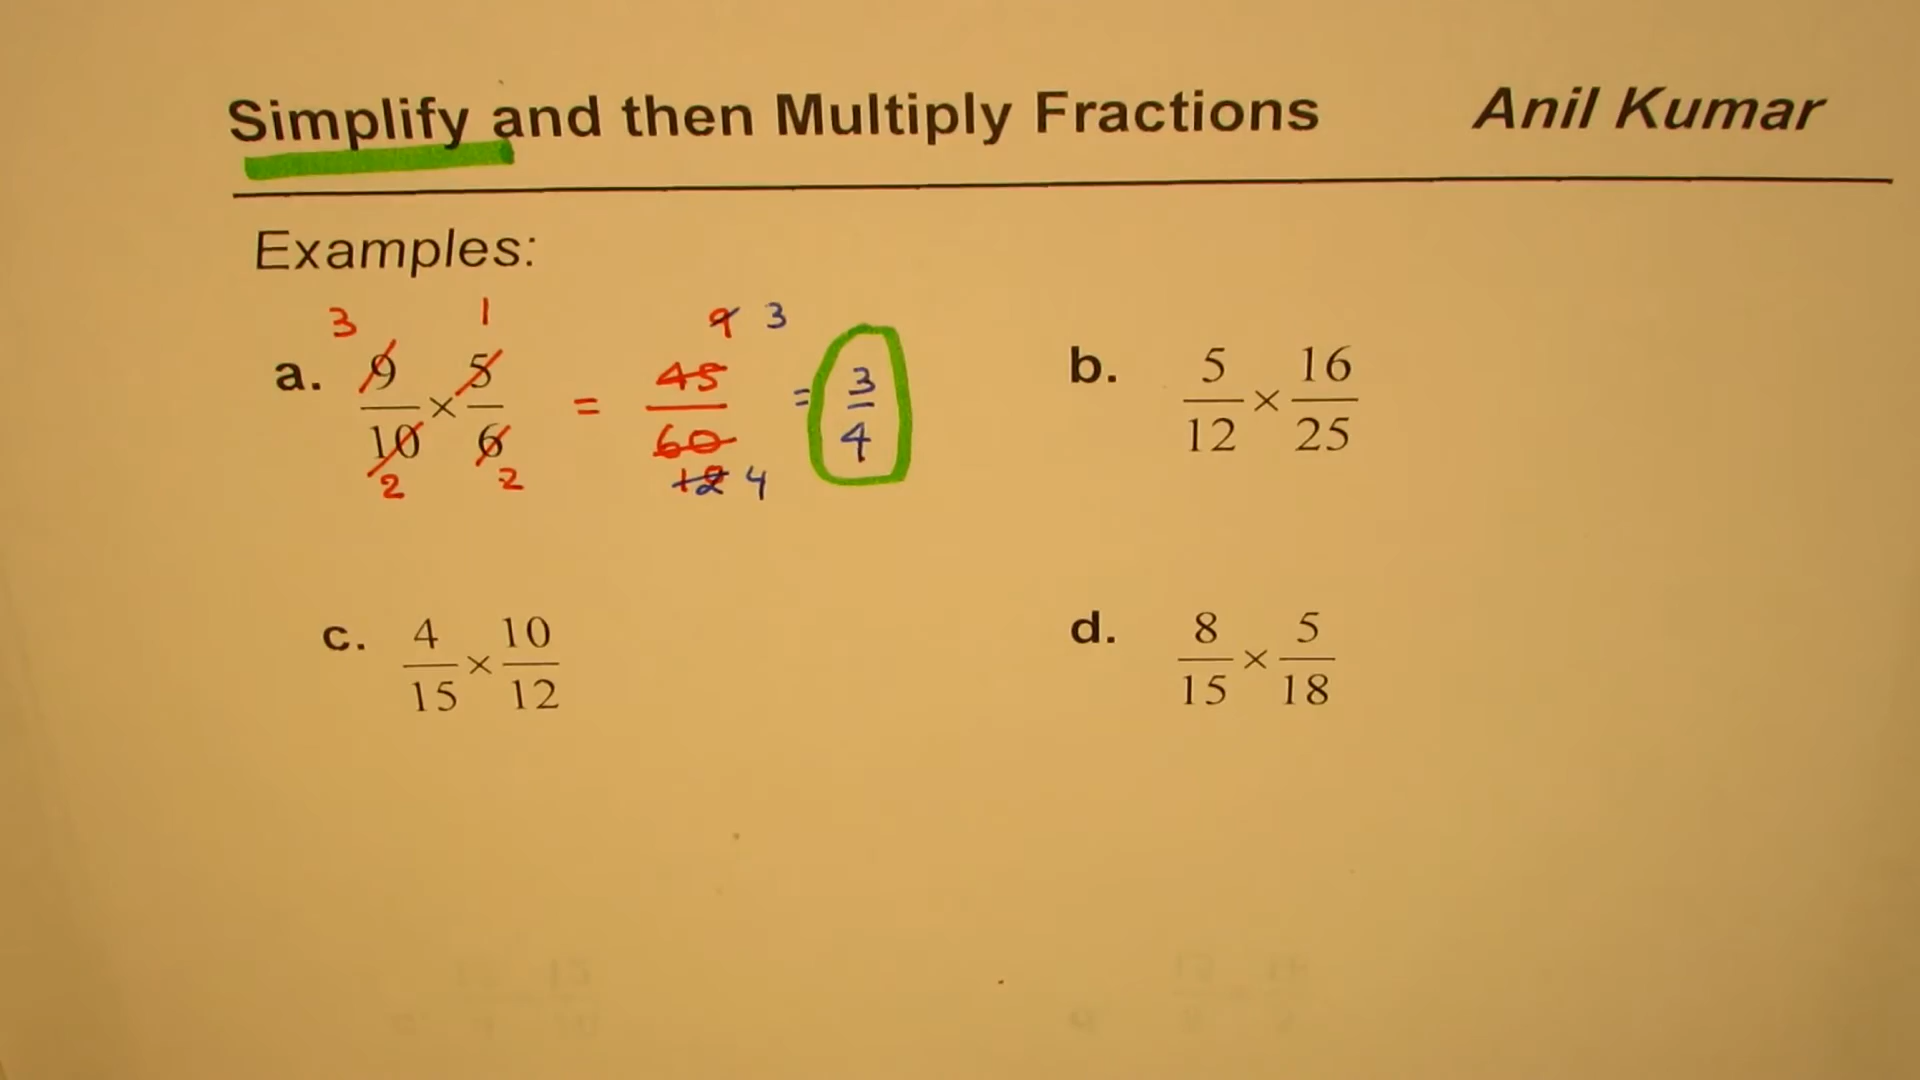 Simplify and then Multiply Fractions Anil Kumar
Examples:
3 1 9 3
a. 9/10 × 5/6 = 45/60 = 3/4
2 2 12 4
b. 5/12 × 16/25
c. 4/15 × 10/12
d. 8/15 × 5/18